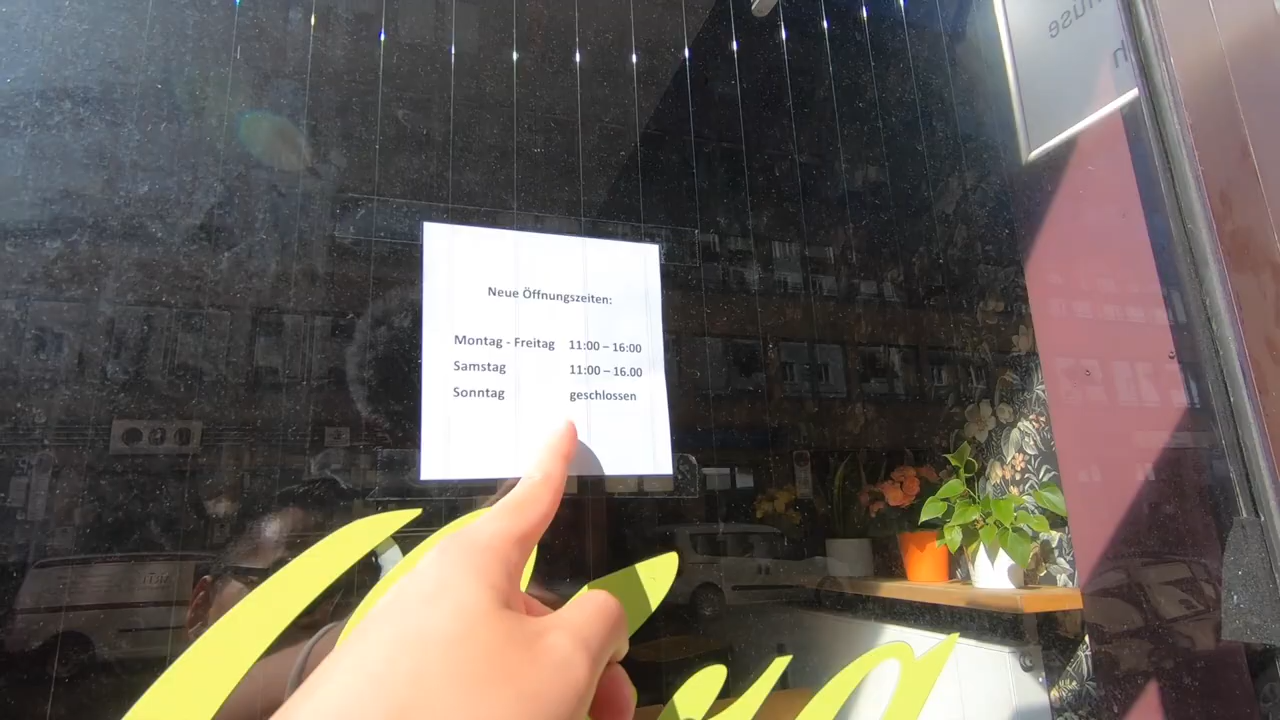 Neue Öffnungszeiten:
Montag - Freitag 11:00 – 16:00
Samstag 11:00 – 16.00
Sonntag geschlossen